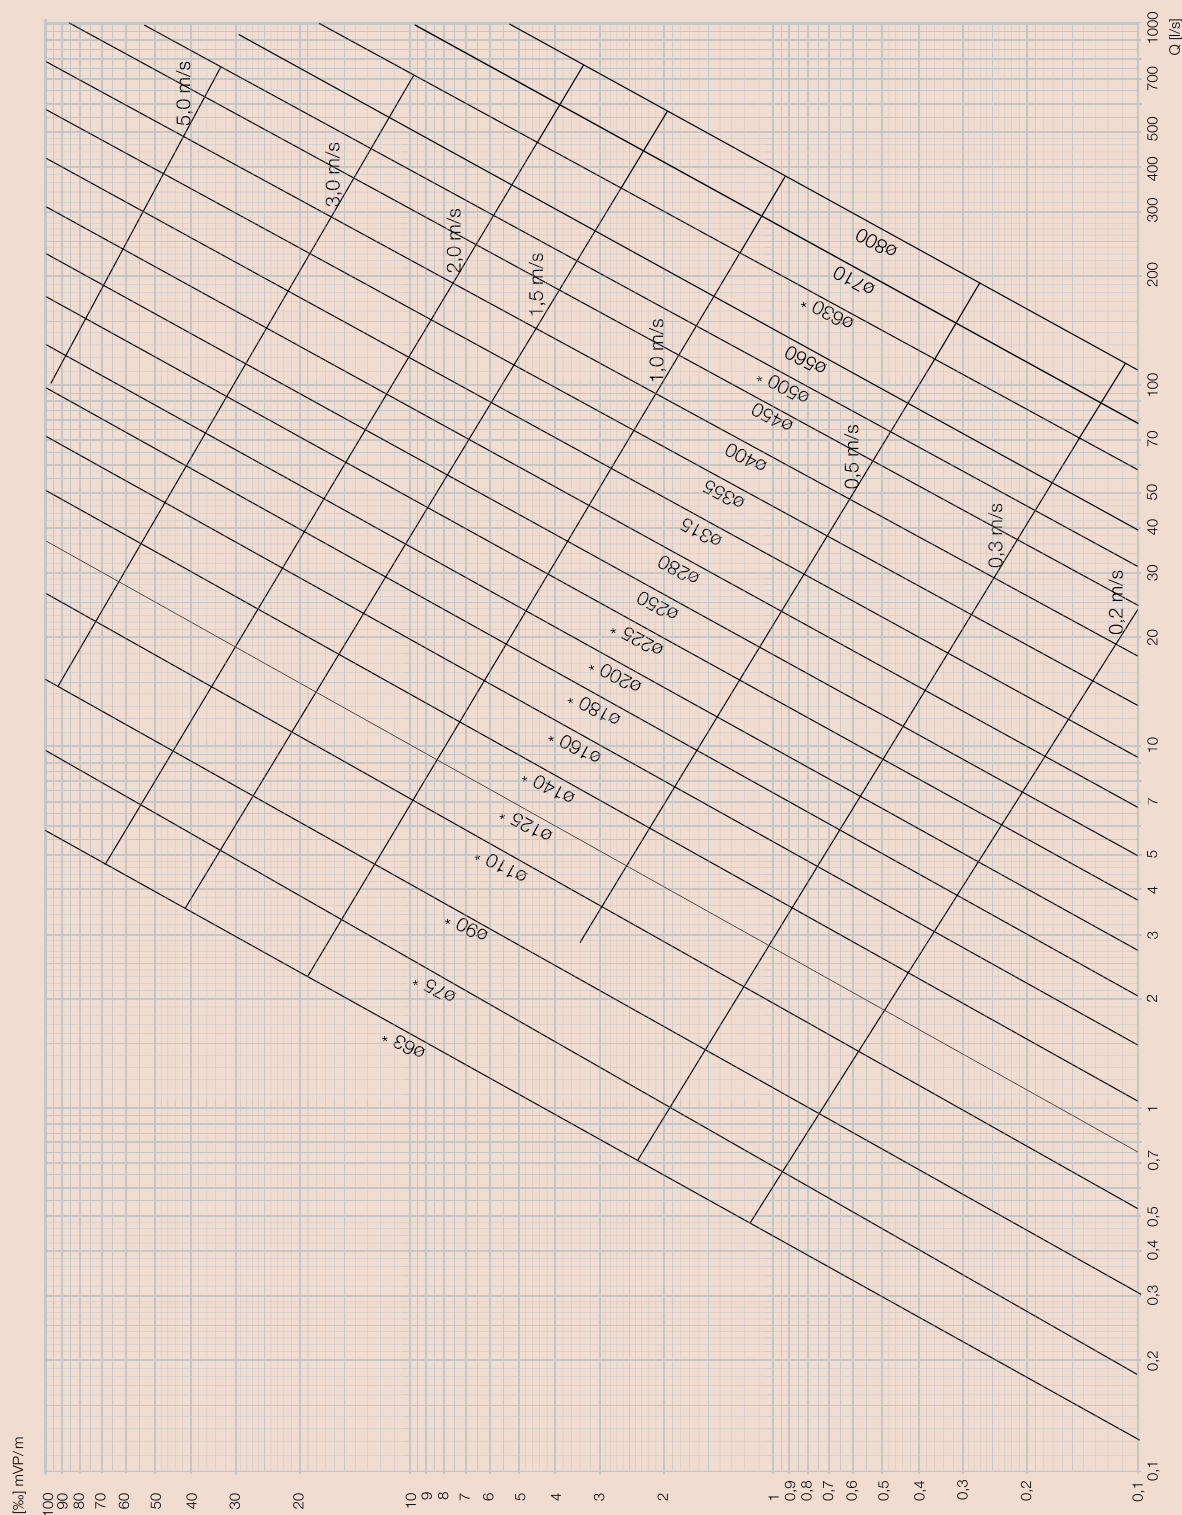 1000
Q [l/s]
700
500
400
300
200
100
70
50
40
30
20
10
7
5
4
3
2
1
0,7
0,5
0,4
0,3
0,2
0,1
5,0 m/s
3,0 m/s
2,0 m/s
1,5 m/s
1,0 m/s
0,5 m/s
0,3 m/s
0,2 m/s
ø800
ø710
ø630 *
ø560
ø500 *
ø450
ø400
ø355
ø315
ø280
ø250
ø225 *
ø200 *
ø180 *
ø160 *
ø140 *
ø125 *
ø110 *
ø90 *
ø75 *
ø63 *
[‰] mVP/m
100
90
80
70
60
50
40
30
20
10
9
8
7
6
5
4
3
2
1
0,9
0,8
0,7
0,6
0,5
0,4
0,3
0,2
0,1